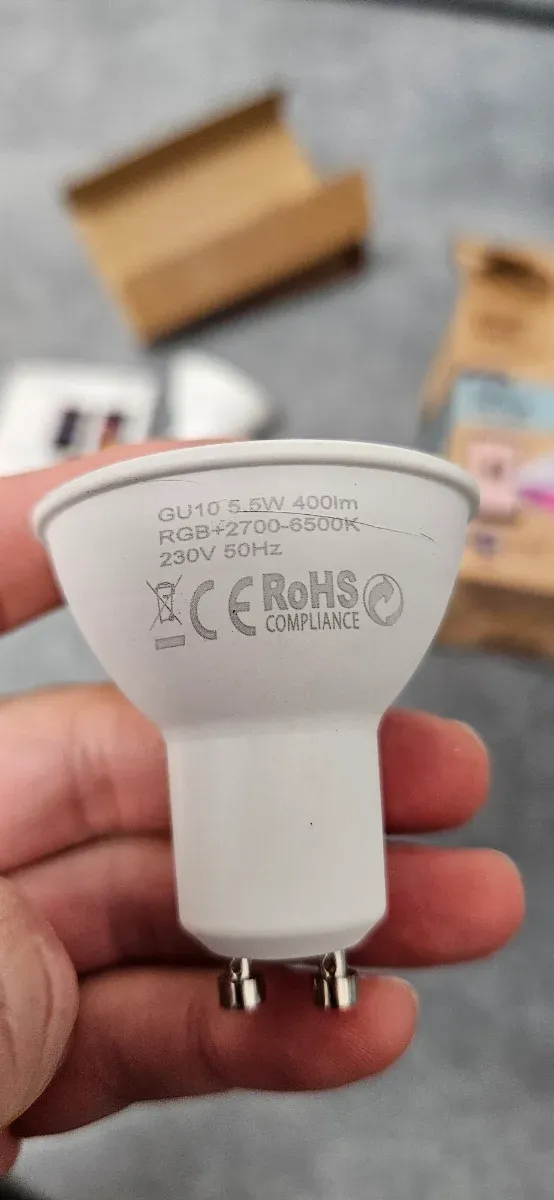 GU10 5.5W 400lm
RGB+2700-6500K
230V 50Hz
CE RoHS
COMPLIANCE